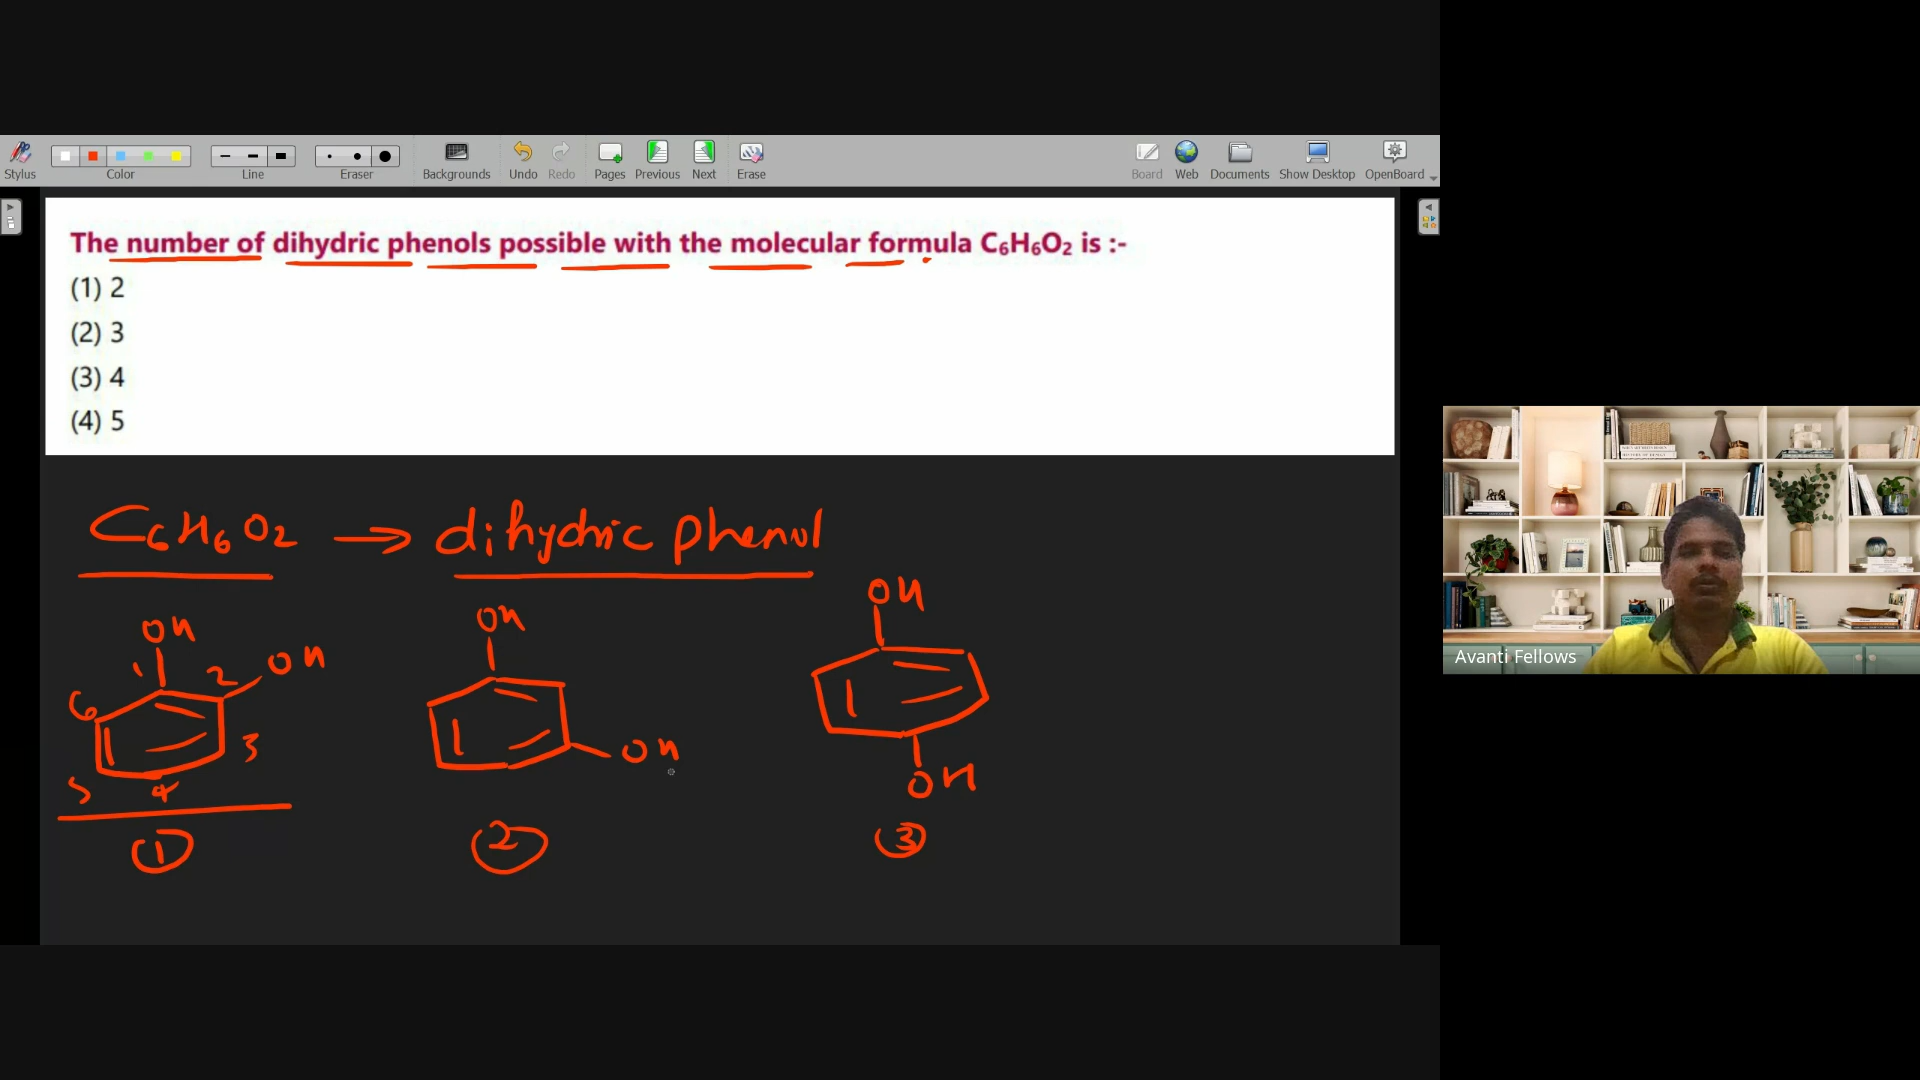 Stylus Color Line Eraser Backgrounds Undo Redo Pages Previous Next Erase Board Web Documents Show Desktop OpenBoard
The number of dihydric phenols possible with the molecular formula C₆H₆O₂ is :-
(1) 2
(2) 3
(3) 4
(4) 5
C6H6O2 → dihydric phenol
OH
OH
1 2
6
3
5 4
1
OH
OH
2
OH
OH
3
Avanti Fellows